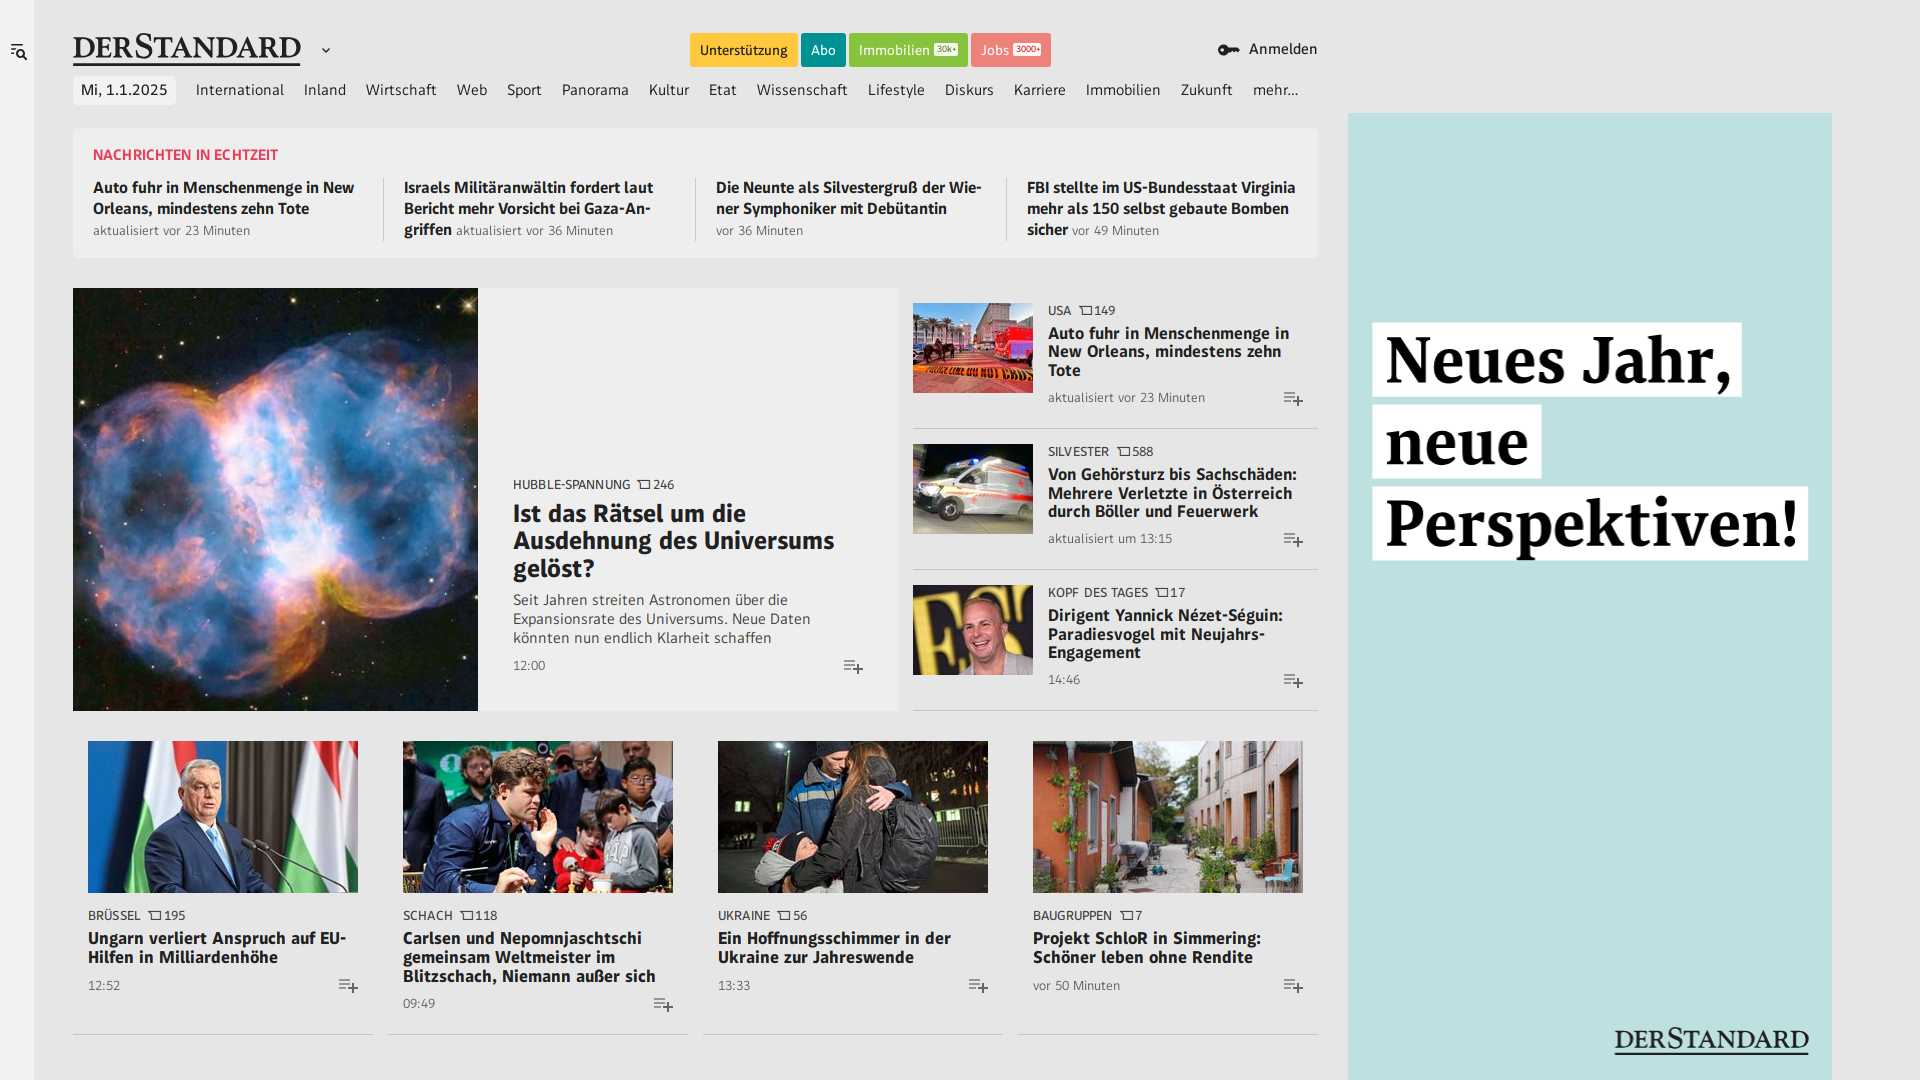 DERSTANDARD
Unterstützung
Abo
Immobilien 30k+
Jobs 3000+
Anmelden
Mi, 1.1.2025
International
Inland
Wirtschaft
Web
Sport
Panorama
Kultur
Etat
Wissenschaft
Lifestyle
Diskurs
Karriere
Immobilien
Zukunft
mehr...
NACHRICHTEN IN ECHTZEIT
Auto fuhr in Menschenmenge in New
Orleans, mindestens zehn Tote
aktualisiert vor 23 Minuten
Israels Militäranwältin fordert laut
Bericht mehr Vorsicht bei Gaza-An-
griffen aktualisiert vor 36 Minuten
Die Neunte als Silvestergruß der Wie-
ner Symphoniker mit Debütantin
vor 36 Minuten
FBI stellte im US-Bundesstaat Virginia
mehr als 150 selbst gebaute Bomben
sicher vor 49 Minuten
HUBBLE-SPANNUNG 246
Ist das Rätsel um die
Ausdehnung des Universums
gelöst?
Seit Jahren streiten Astronomen über die
Expansionsrate des Universums. Neue Daten
könnten nun endlich Klarheit schaffen
12:00
USA 149
Auto fuhr in Menschenmenge in
New Orleans, mindestens zehn
Tote
aktualisiert vor 23 Minuten
POLICE LINE DO NOT CROS
SILVESTER 588
Von Gehörsturz bis Sachschäden:
Mehrere Verletzte in Österreich
durch Böller und Feuerwerk
aktualisiert um 13:15
KOPF DES TAGES 17
Dirigent Yannick Nézet-Séguin:
Paradiesvogel mit Neujahrs-
Engagement
14:46
BRÜSSEL 195
Ungarn verliert Anspruch auf EU-
Hilfen in Milliardenhöhe
12:52
SCHACH 118
Carlsen und Nepomnjaschtschi
gemeinsam Weltmeister im
Blitzschach, Niemann außer sich
09:49
UKRAINE 56
Ein Hoffnungsschimmer in der
Ukraine zur Jahreswende
13:33
BAUGRUPPEN 7
Projekt SchloR in Simmering:
Schöner leben ohne Rendite
vor 50 Minuten
Neues Jahr,
neue
Perspektiven!
DERSTANDARD